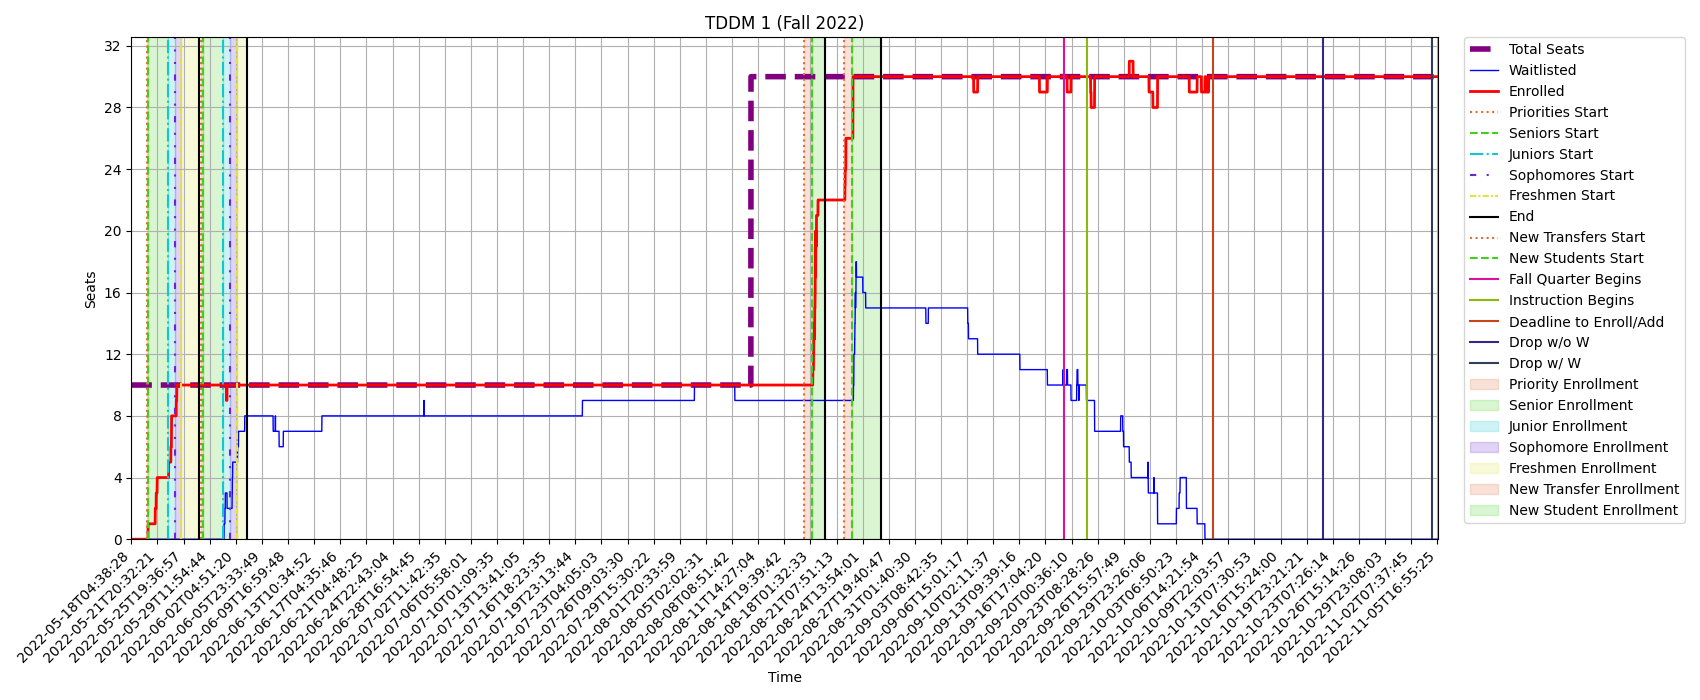 TDDM 1 (Fall 2022)
Seats
32
28
24
20
16
12
8
4
0
2022-05-18T04:38:28
2022-05-21T20:32:21
2022-05-25T19:36:57
2022-05-29T11:54:44
2022-06-02T04:51:20
2022-06-05T23:33:49
2022-06-09T16:59:48
2022-06-13T10:34:52
2022-06-17T04:35:46
2022-06-21T04:48:25
2022-06-24T22:43:04
2022-06-28T16:54:45
2022-07-02T11:42:35
2022-07-06T05:58:01
2022-07-10T01:09:35
2022-07-13T13:41:05
2022-07-16T18:23:35
2022-07-19T23:13:44
2022-07-23T04:05:03
2022-07-26T09:03:30
2022-07-29T15:30:22
2022-08-01T20:33:59
2022-08-05T02:02:31
2022-08-08T08:51:42
2022-08-11T14:27:04
2022-08-14T19:39:42
2022-08-18T01:32:33
2022-08-21T07:51:13
2022-08-24T13:54:01
2022-08-27T19:40:47
2022-08-31T01:40:30
2022-09-03T08:42:35
2022-09-06T15:01:17
2022-09-10T02:11:37
2022-09-13T09:39:16
2022-09-16T17:04:20
2022-09-20T00:36:10
2022-09-23T08:28:26
2022-09-26T15:57:49
2022-09-29T23:26:06
2022-10-03T06:50:23
2022-10-06T14:21:54
2022-10-09T22:03:57
2022-10-13T07:30:53
2022-10-16T15:24:00
2022-10-19T23:21:21
2022-10-23T07:26:14
2022-10-26T15:14:26
2022-10-29T23:08:03
2022-11-02T07:37:45
2022-11-05T16:55:25
Time
Total Seats
Waitlisted
Enrolled
Priorities Start
Seniors Start
Juniors Start
Sophomores Start
Freshmen Start
End
New Transfers Start
New Students Start
Fall Quarter Begins
Instruction Begins
Deadline to Enroll/Add
Drop w/o W
Drop w/ W
Priority Enrollment
Senior Enrollment
Junior Enrollment
Sophomore Enrollment
Freshmen Enrollment
New Transfer Enrollment
New Student Enrollment